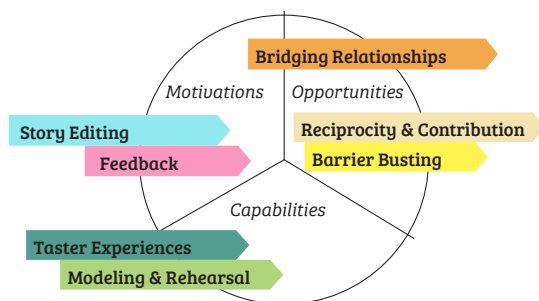 Bridging Relationships
Motivations
Opportunities
Story Editing
Reciprocity & Contribution
Feedback
Barrier Busting
Capabilities
Taster Experiences
Modeling & Rehearsal